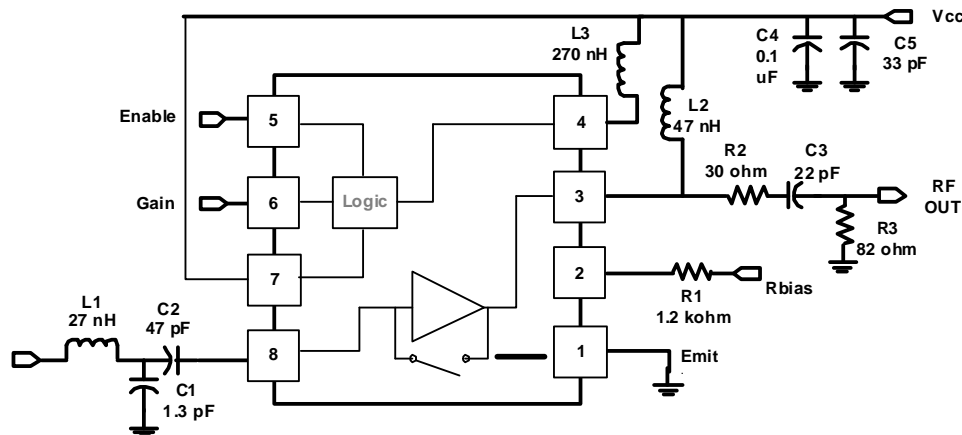 Vcc
L3
270 nH
C4
0.1
uF
C5
33 pF
Enable
5
4
L2
47 nH
R2
30 ohm
C3
22 pF
Gain
6
Logic
3
RF
OUT
R3
82 ohm
7
2
R1
1.2 kohm
Rbias
L1
27 nH
C2
47 pF
8
1
Emit
C1
1.3 pF